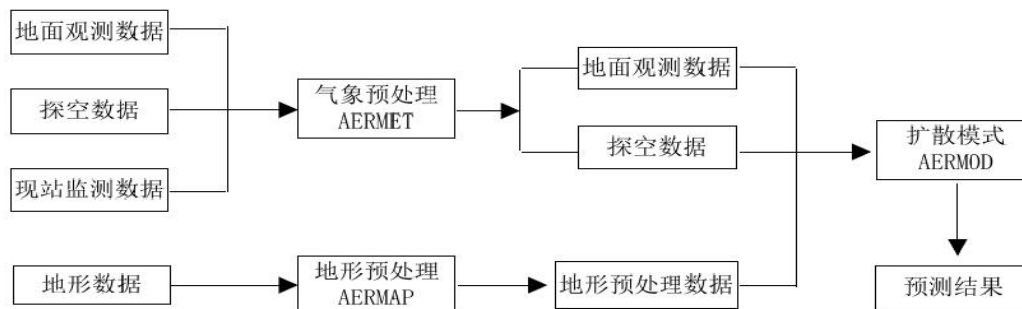 地面观测数据
探空数据
现站监测数据
地形数据
气象预处理
AERMET
地形预处理
AERMAP
地面观测数据
探空数据
地形预处理数据
扩散模式
AERMOD
预测结果